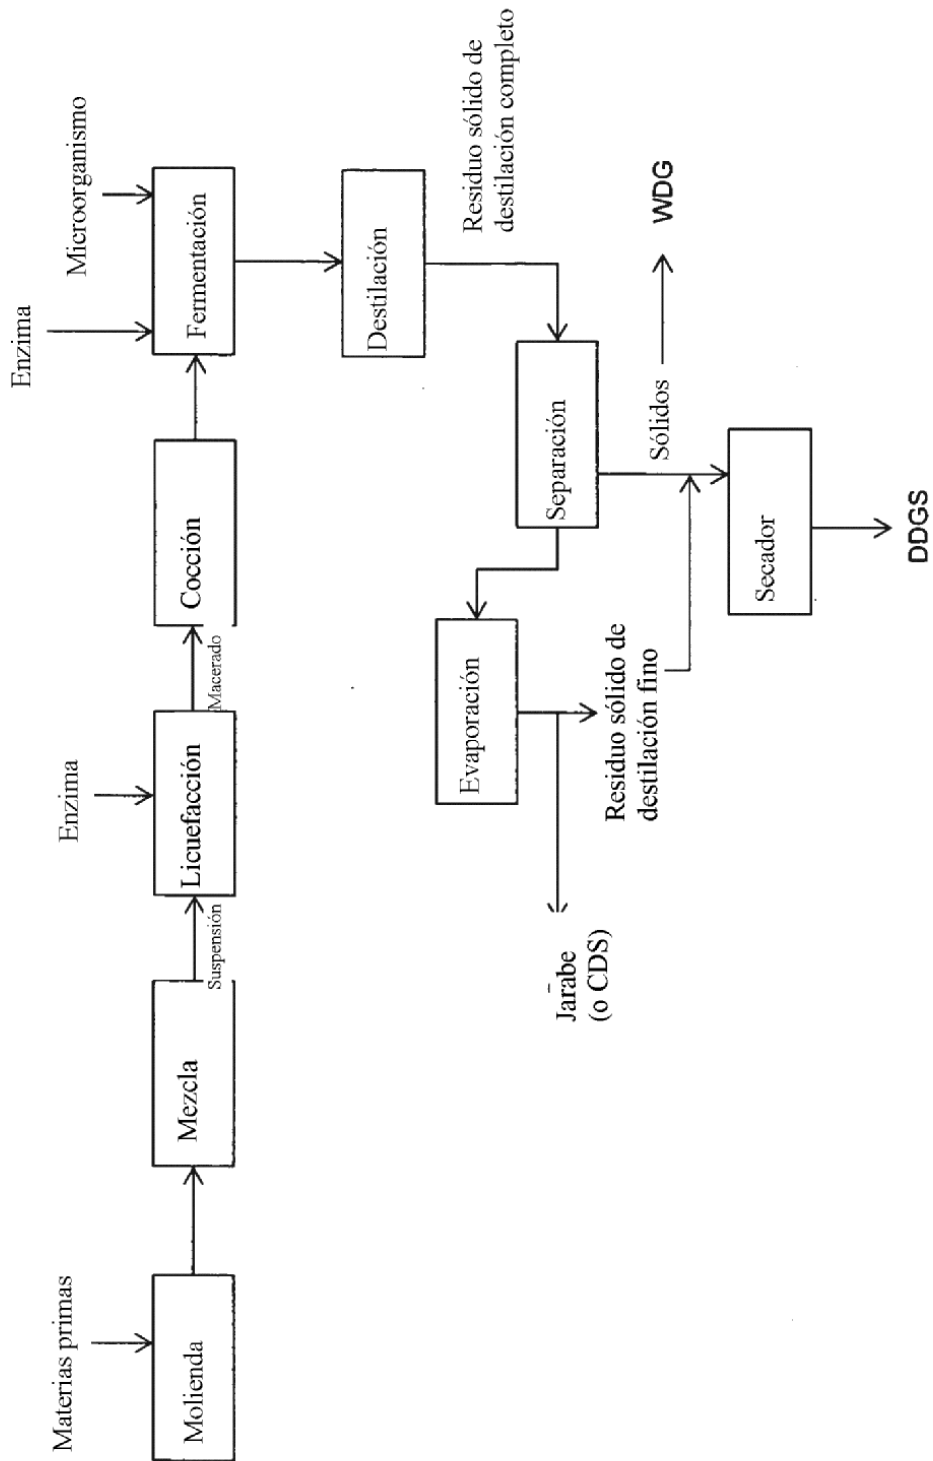 Materias primas
Molienda
Mezcla
Suspensión
Enzima
Licuefacción
Macerado
Cocción
Enzima
Microorganismo
Fermentación
Destilación
Residuo sólido de
destilación completo
Separación
Sólidos
WDG
Evaporación
Residuo sólido de
destilación fino
Jarabe
(o CDS)
Secador
DDGS